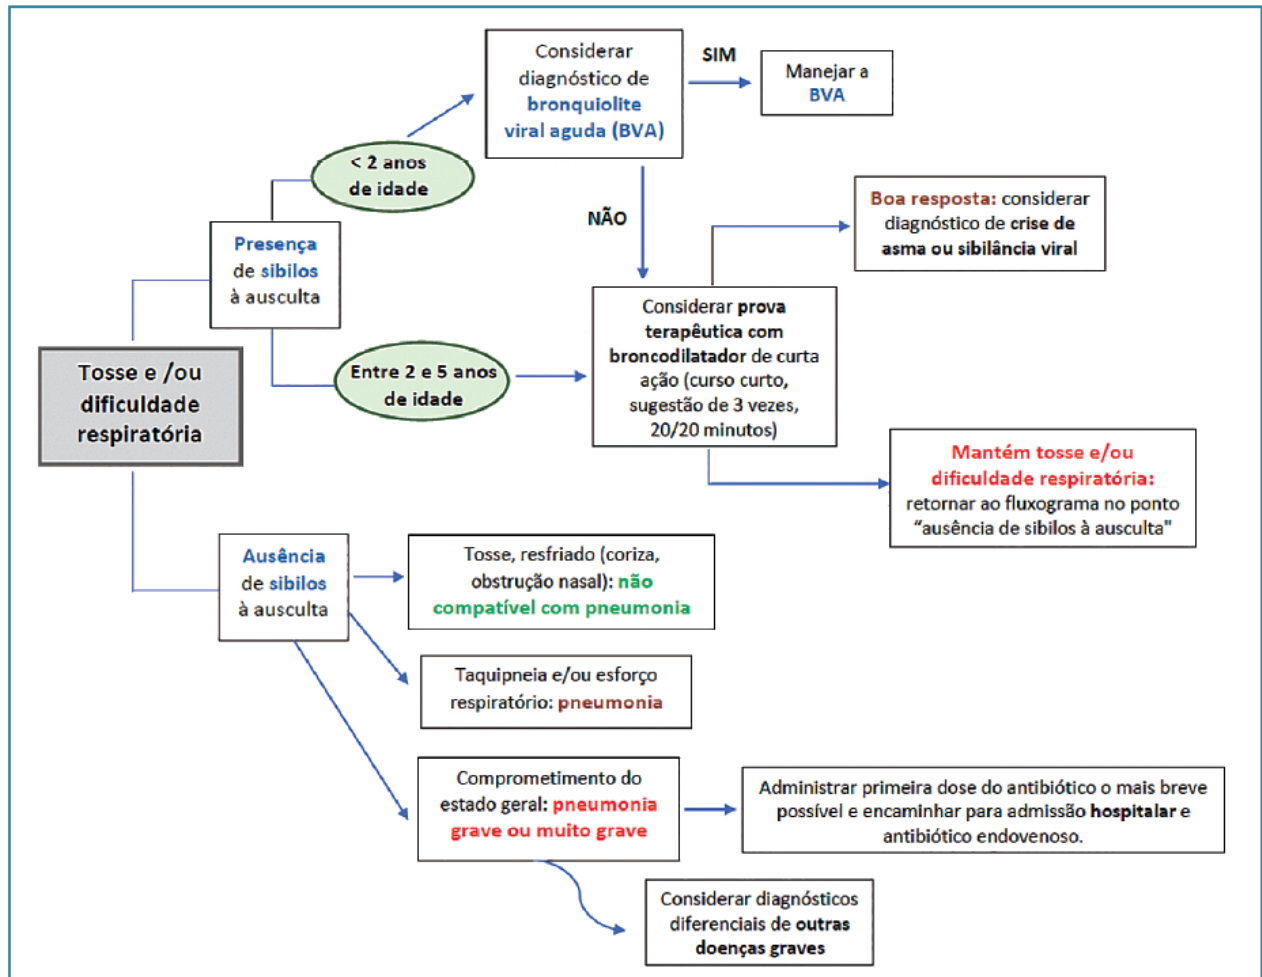 Considerar
diagnóstico de
bronquiolite
viral aguda (BVA)
SIM
Manejar a
BVA
< 2 anos
de idade
NÃO
Boa resposta: considerar
diagnóstico de crise de
asma ou sibilância viral
Presença
de sibilos
à ausculta
Considerar prova
terapêutica com
broncodilatador de curta
ação (curso curto,
sugestão de 3 vezes,
20/20 minutos)
Entre 2 e 5 anos
de idade
Tosse e /ou
dificuldade
respiratória
Mantém tosse e/ou
dificuldade respiratória:
retornar ao fluxograma no ponto
“ausência de sibilos à ausculta"
Ausência
de sibilos
à ausculta
Tosse, resfriado (coriza,
obstrução nasal): não
compatível com pneumonia
Taquipneia e/ou esforço
respiratório: pneumonia
Comprometimento do
estado geral: pneumonia
grave ou muito grave
Administrar primeira dose do antibiótico o mais breve
possível e encaminhar para admissão hospitalar e
antibiótico endovenoso.
Considerar diagnósticos
diferenciais de outras
doenças graves